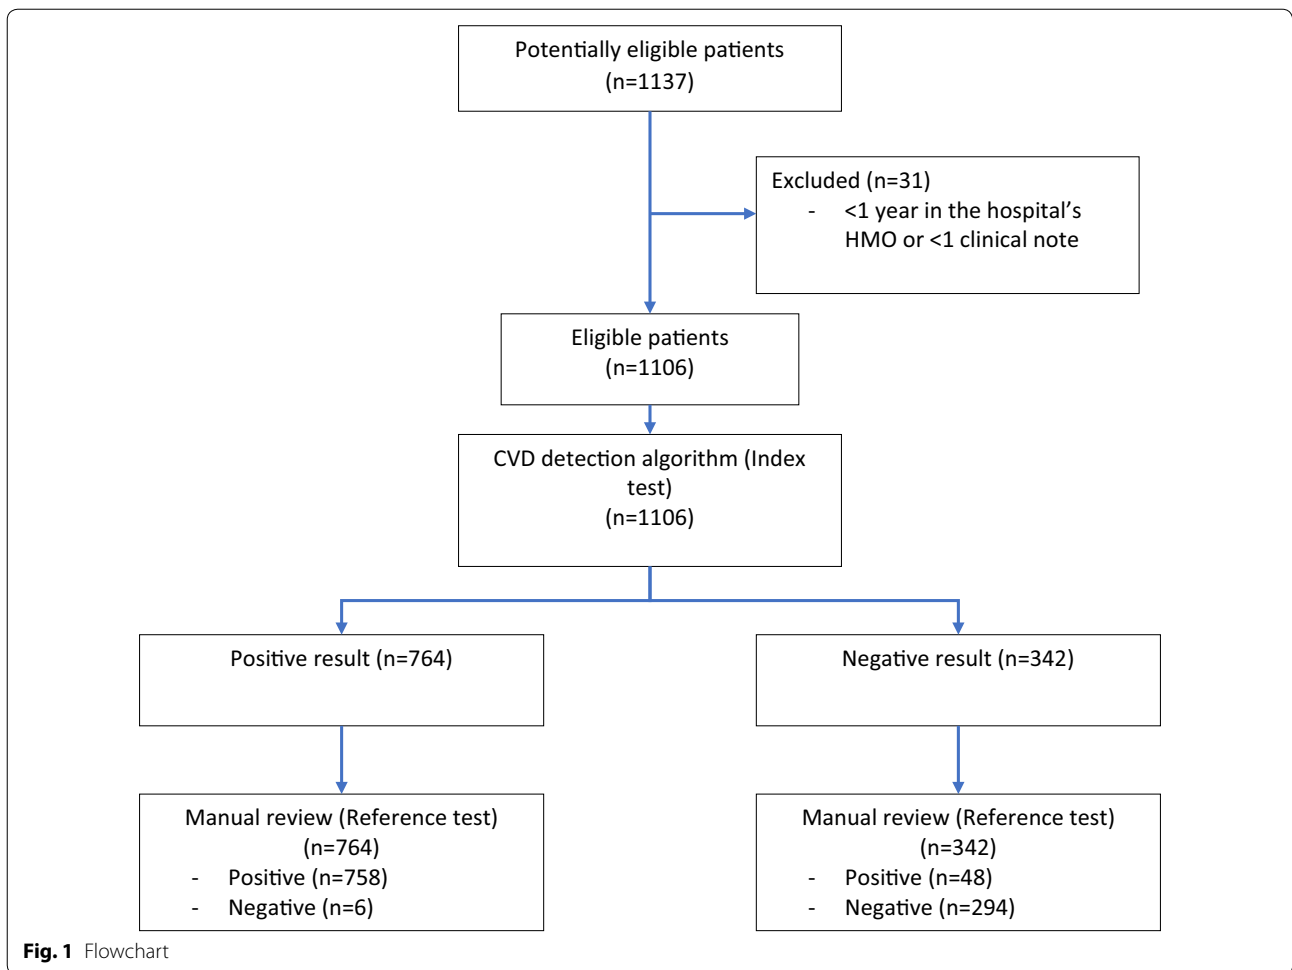 Potentially eligible patients
(n=1137)
Excluded (n=31)
- <1 year in the hospital’s
HMO or <1 clinical note
Eligible patients
(n=1106)
CVD detection algorithm (Index
test)
(n=1106)
Positive result (n=764)
Negative result (n=342)
Manual review (Reference test)
(n=764)
- Positive (n=758)
- Negative (n=6)
Manual review (Reference test)
(n=342)
- Positive (n=48)
- Negative (n=294)
Fig. 1 Flowchart